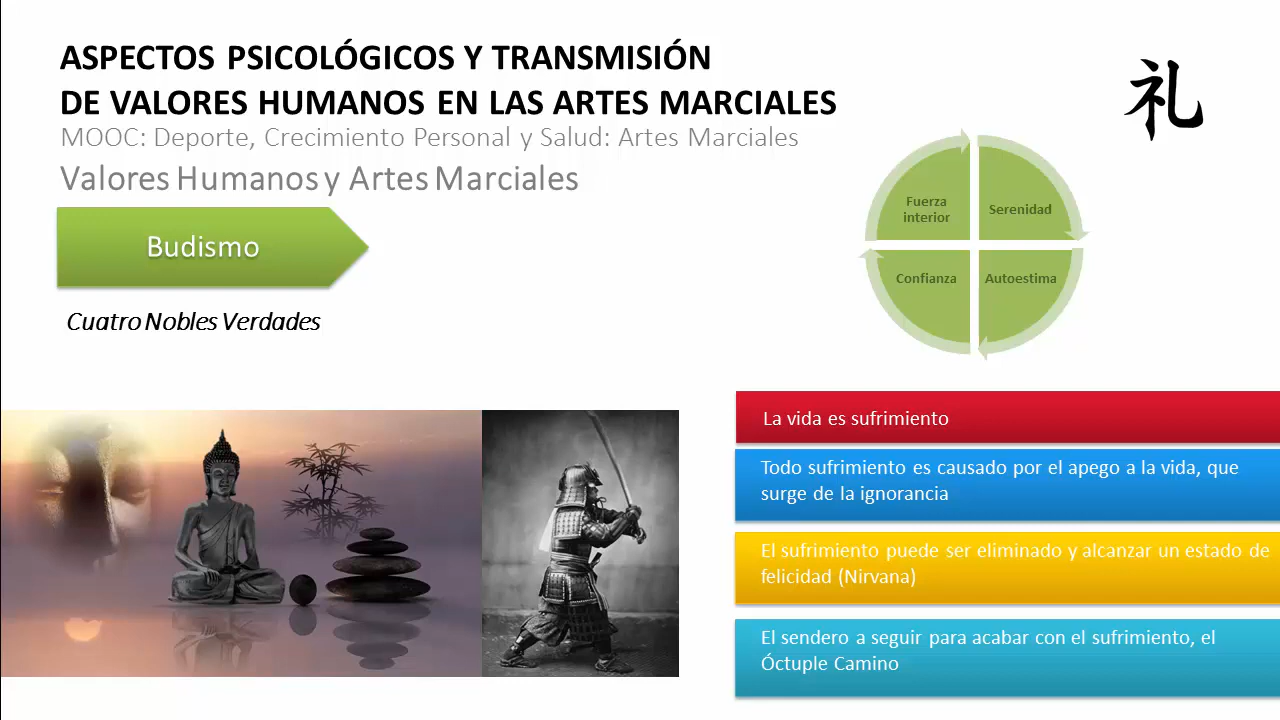 ASPECTOS PSICOLÓGICOS Y TRANSMISIÓN
DE VALORES HUMANOS EN LAS ARTES MARCIALES
MOOC: Deporte, Crecimiento Personal y Salud: Artes Marciales
Valores Humanos y Artes Marciales
礼
Budismo
Cuatro Nobles Verdades
Fuerza
interior
Serenidad
Confianza
Autoestima
La vida es sufrimiento
Todo sufrimiento es causado por el apego a la vida, que
surge de la ignorancia
El sufrimiento puede ser eliminado y alcanzar un estado de
felicidad (Nirvana)
El sendero a seguir para acabar con el sufrimiento, el
Óctuple Camino